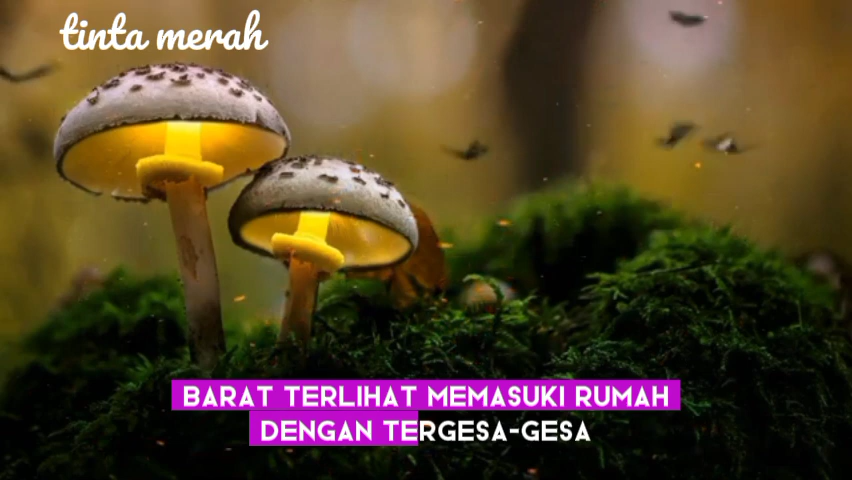 tinta merah
BARAT TERLIHAT MEMASUKI RUMAH
DENGAN TERGESA-GESA